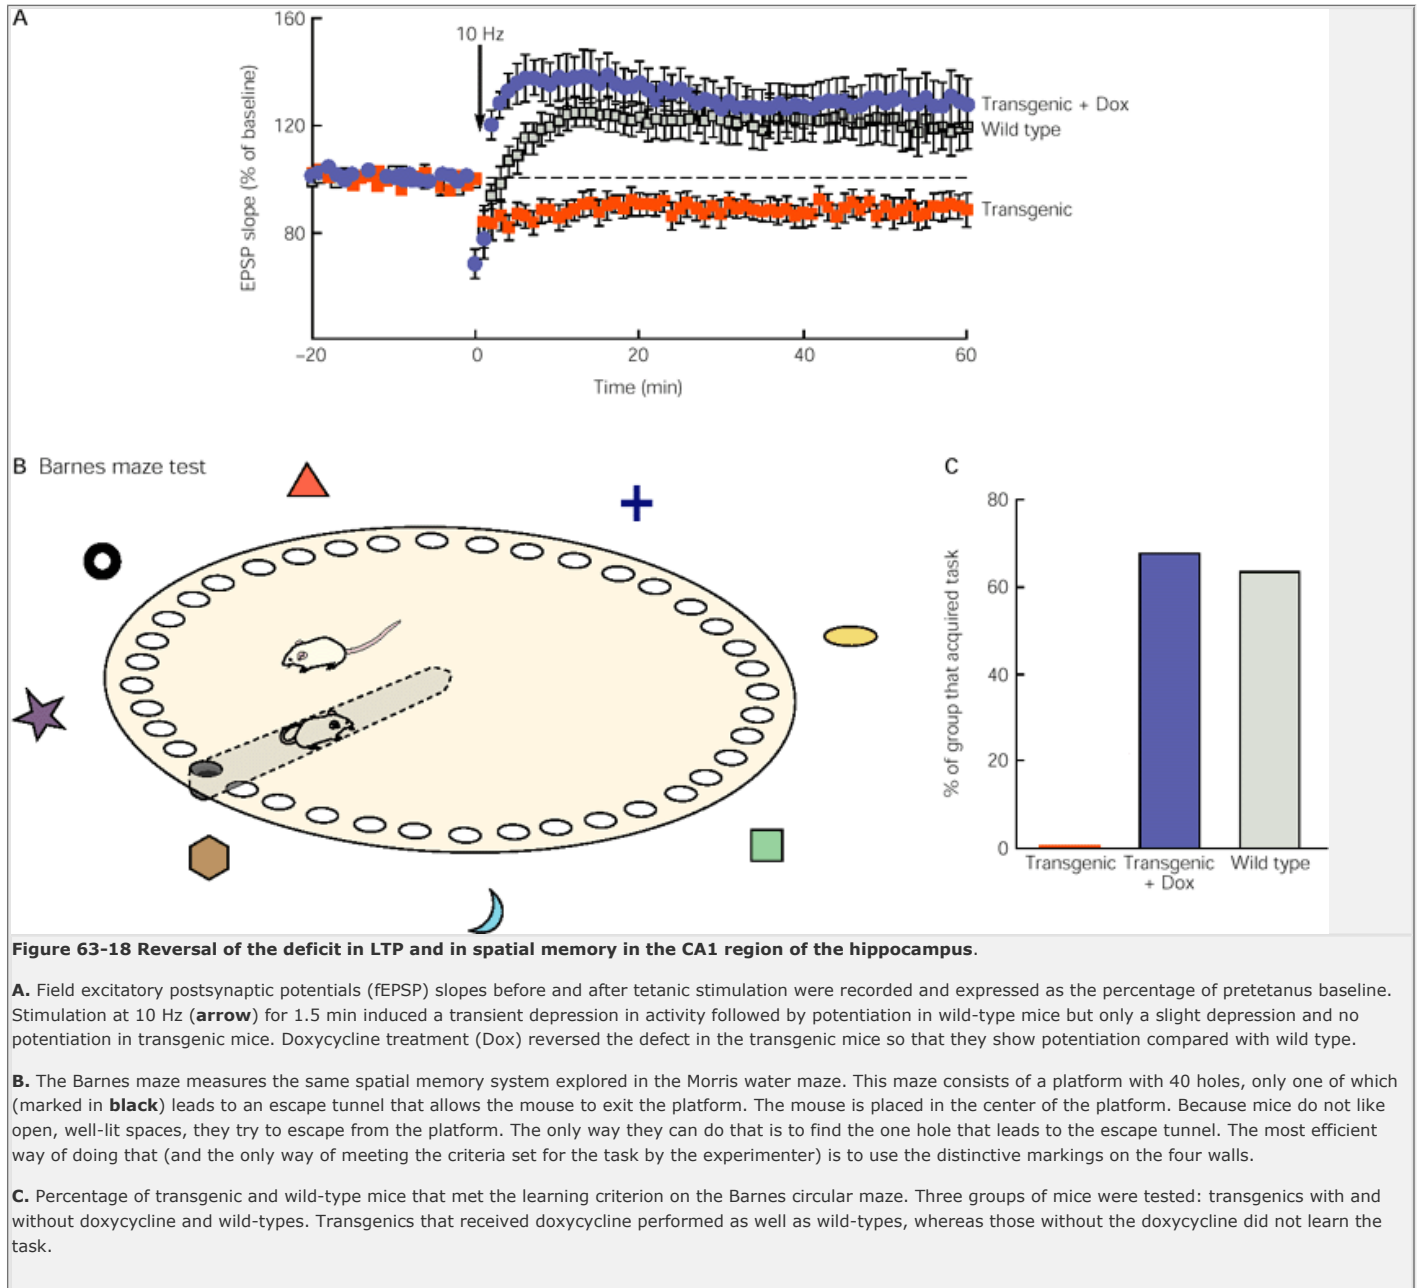 A
160
10 Hz
120
80
EPSP slope (% of baseline)
Transgenic + Dox
Wild type
Transgenic
−20
0
20
40
60
Time (min)
B Barnes maze test
C
80
60
40
20
0
% of group that acquired task
Transgenic Transgenic Wild type
+ Dox
Figure 63-18 Reversal of the deficit in LTP and in spatial memory in the CA1 region of the hippocampus.
A. Field excitatory postsynaptic potentials (fEPSP) slopes before and after tetanic stimulation were recorded and expressed as the percentage of pretetanus baseline.
Stimulation at 10 Hz (arrow) for 1.5 min induced a transient depression in activity followed by potentiation in wild-type mice but only a slight depression and no
potentiation in transgenic mice. Doxycycline treatment (Dox) reversed the defect in the transgenic mice so that they show potentiation compared with wild type.
B. The Barnes maze measures the same spatial memory system explored in the Morris water maze. This maze consists of a platform with 40 holes, only one of which
(marked in black) leads to an escape tunnel that allows the mouse to exit the platform. The mouse is placed in the center of the platform. Because mice do not like
open, well-lit spaces, they try to escape from the platform. The only way they can do that is to find the one hole that leads to the escape tunnel. The most efficient
way of doing that (and the only way of meeting the criteria set for the task by the experimenter) is to use the distinctive markings on the four walls.
C. Percentage of transgenic and wild-type mice that met the learning criterion on the Barnes circular maze. Three groups of mice were tested: transgenics with and
without doxycycline and wild-types. Transgenics that received doxycycline performed as well as wild-types, whereas those without the doxycycline did not learn the
task.